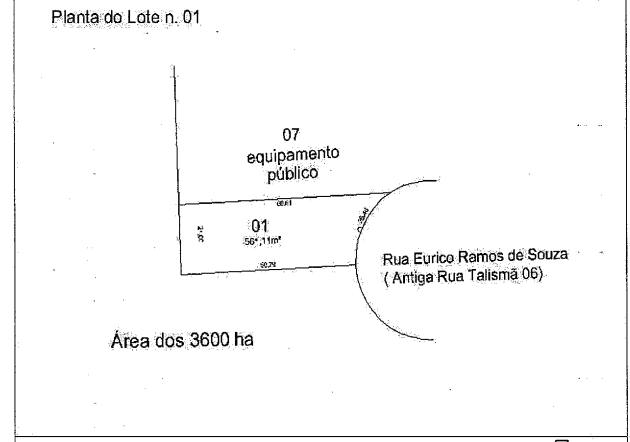 Planta do Lote n. 01
07
equipamento
público
01
Rua Eurico Ramos de Souza
( Antiga Rua Talismã 06)
Área dos 3600 ha